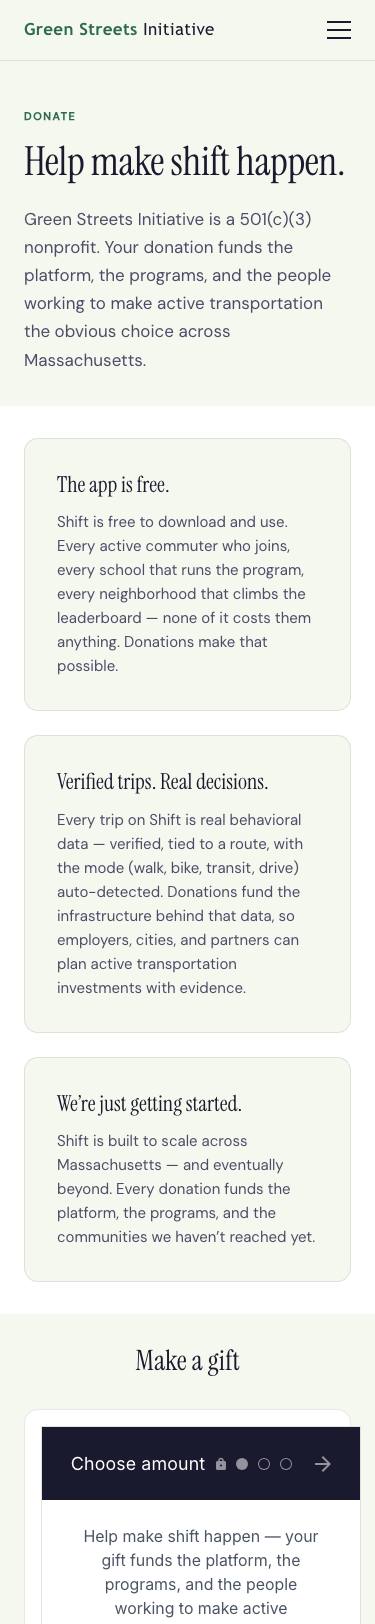 Green Streets Initiative
DONATE
Help make shift happen.
Green Streets Initiative is a 501(c)(3)
nonprofit. Your donation funds the
platform, the programs, and the people
working to make active transportation
the obvious choice across
Massachusetts.
The app is free.
Shift is free to download and use.
Every active commuter who joins,
every school that runs the program,
every neighborhood that climbs the
leaderboard — none of it costs them
anything. Donations make that
possible.
Verified trips. Real decisions.
Every trip on Shift is real behavioral
data — verified, tied to a route, with
the mode (walk, bike, transit, drive)
auto-detected. Donations fund the
infrastructure behind that data, so
employers, cities, and partners can
plan active transportation
investments with evidence.
We’re just getting started.
Shift is built to scale across
Massachusetts — and eventually
beyond. Every donation funds the
platform, the programs, and the
communities we haven’t reached yet.
Make a gift
Choose amount
Help make shift happen — your
gift funds the platform, the
programs, and the people
working to make active